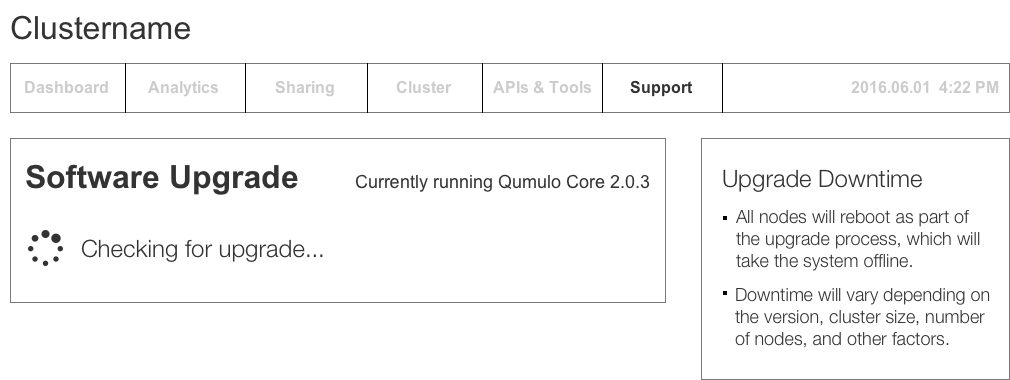 Clustername
Dashboard Analytics Sharing Cluster APIs & Tools Support 2016.06.01 4:22 PM
Software Upgrade Currently running Qumulo Core 2.0.3
Checking for upgrade...
Upgrade Downtime
All nodes will reboot as part of
the upgrade process, which will
take the system offline.
Downtime will vary depending on
the version, cluster size, number
of nodes, and other factors.